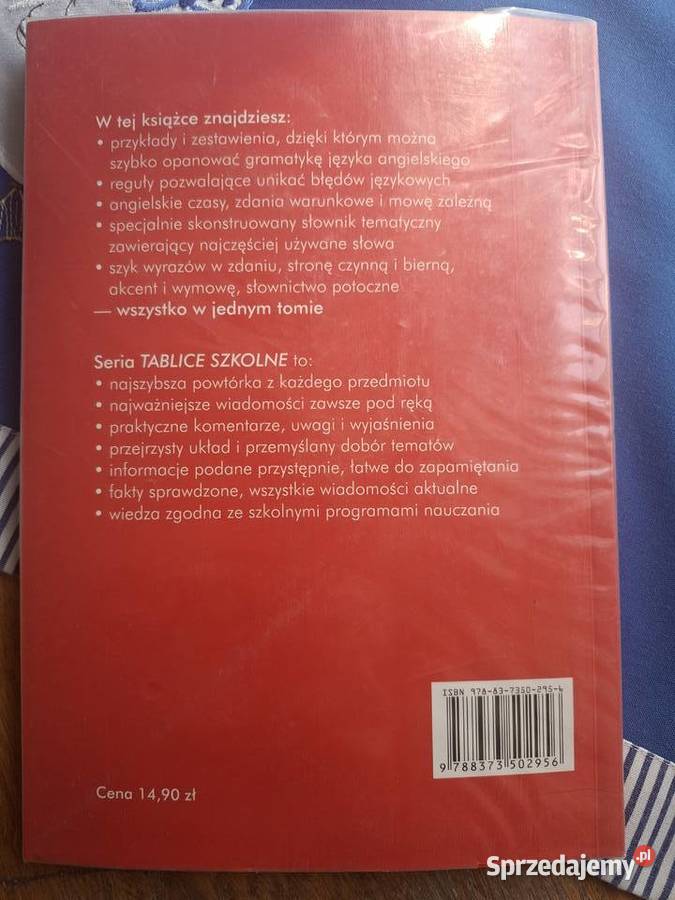 W tej książce znajdziesz:
• przykłady i zestawienia, dzięki którym można
szybko opanować gramatykę języka angielskiego
• reguły pozwalające unikać błędów językowych
• angielskie czasy, zdania warunkowe i mowę zależną
• specjalnie skonstruowany słownik tematyczny
zawierający najczęściej używane słowa
• szyk wyrazów w zdaniu, stronę czynną i bierną,
akcent i wymowę, słownictwo potoczne
— wszystko w jednym tomie
Seria TABLICE SZKOLNE to:
• najszybsza powtórka z każdego przedmiotu
• najważniejsze wiadomości zawsze pod ręką
• praktyczne komentarze, uwagi i wyjaśnienia
• przejrzysty układ i przemyślany dobór tematów
• informacje podane przystępnie, łatwe do zapamiętania
• fakty sprawdzone, wszystkie wiadomości aktualne
• wiedza zgodna ze szkolnymi programami nauczania
ISBN 978-83-7350-295-6
9 788373 502956
Cena 14,90 zł
Sprzedajemy.pl